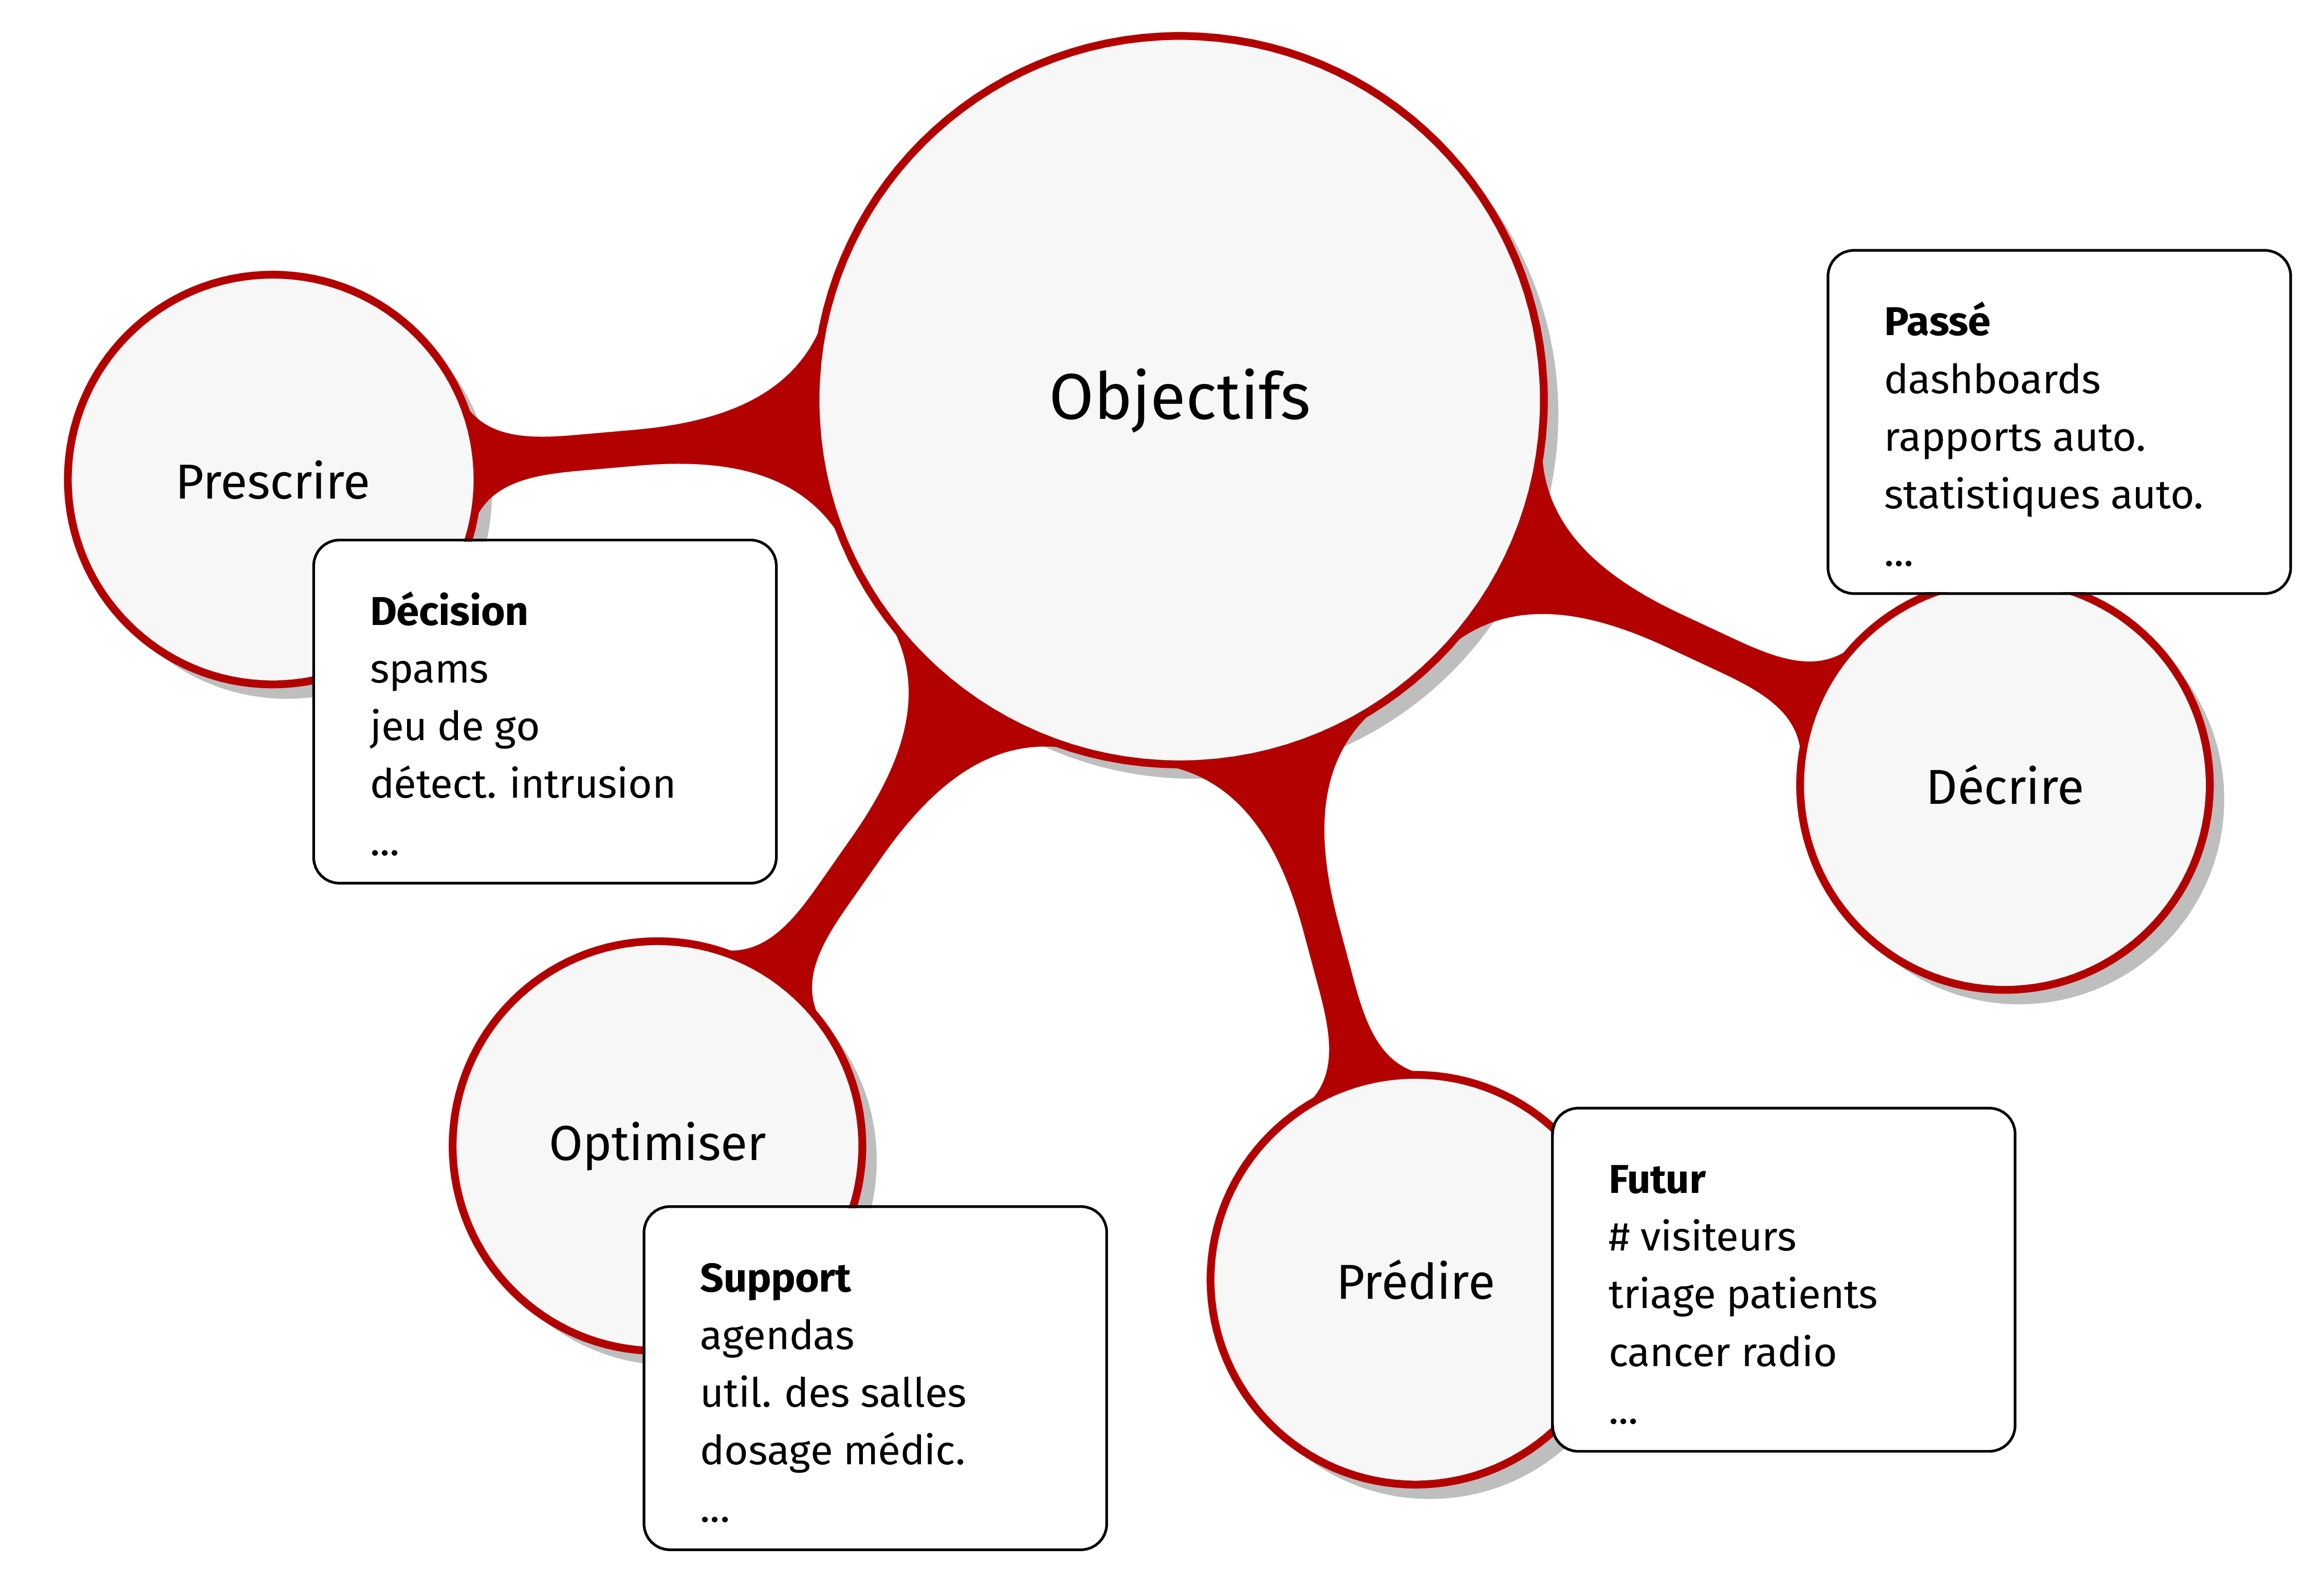 Objectifs
Prescrire
Décision
spams
jeu de go
détect. intrusion
...
Optimiser
Support
agendas
util. des salles
dosage médic.
...
Prédire
Futur
# visiteurs
triage patients
cancer radio
...
Décrire
Passé
dashboards
rapports auto.
statistiques auto.
...